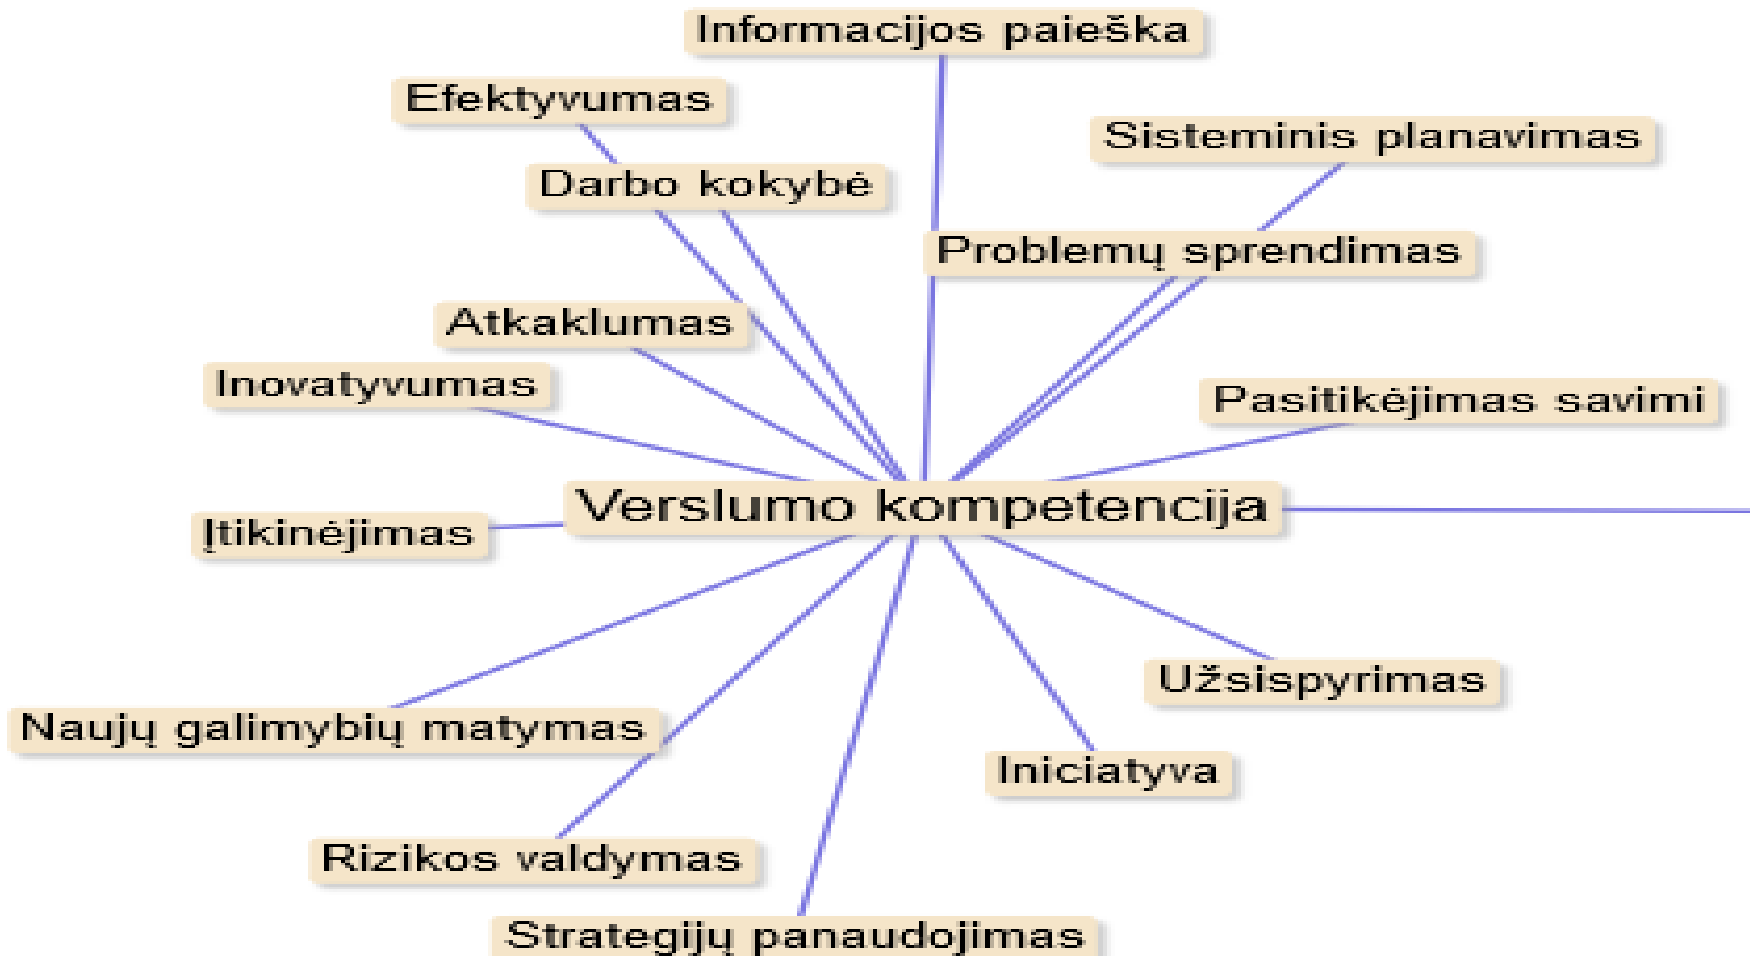 Informacijos paieška
Efektyvumas
Sisteminis planavimas
Darbo kokybė
Problemų sprendimas
Atkaklumas
Inovatyvumas
Pasitikėjimas savimi
Verslumo kompetencija
Įtikinėjimas
Užsispyrimas
Naujų galimybių matymas
Iniciatyva
Rizikos valdymas
Strategijų panaudojimas